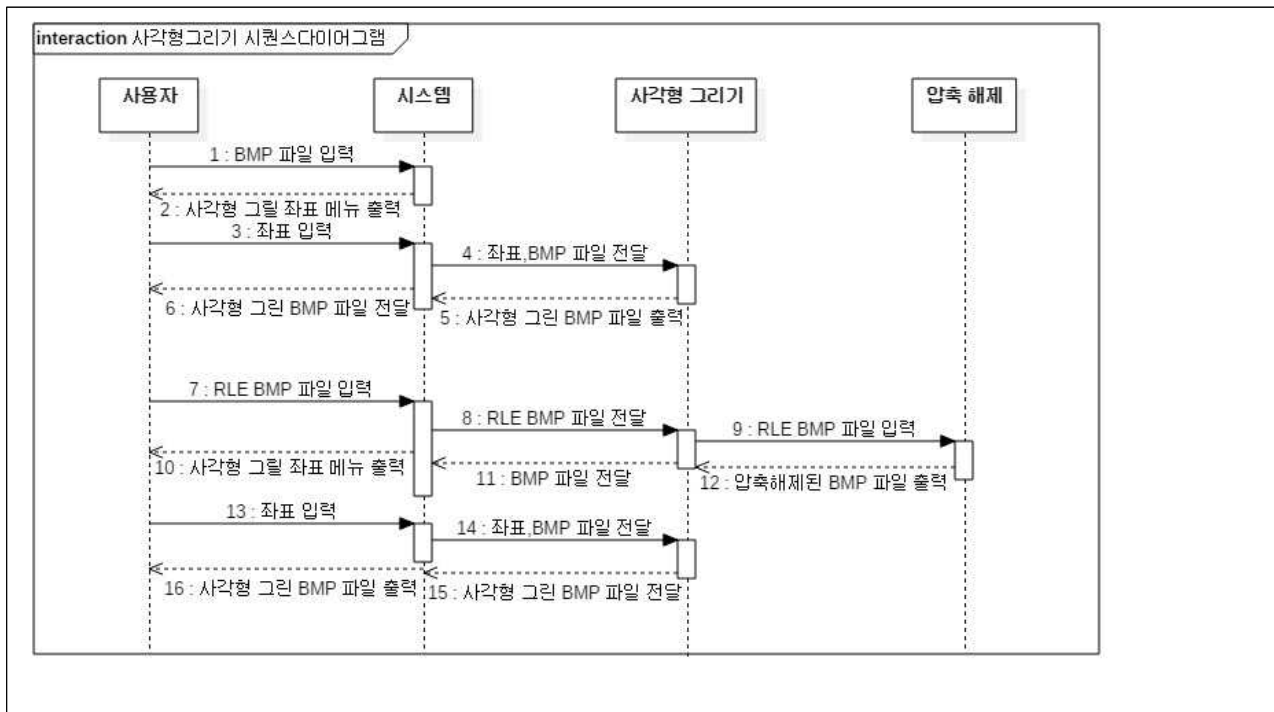 interaction 사각형그리기 시퀀스다이어그램
사용자
시스템
사각형 그리기
압축 해제
1 : BMP 파일 입력
2 : 사각형 그릴 좌표 메뉴 출력
3 : 좌표 입력
4 : 좌표,BMP 파일 전달
6 : 사각형 그린 BMP 파일 전달
5 : 사각형 그린 BMP 파일 출력
7 : RLE BMP 파일 입력
8 : RLE BMP 파일 전달
9 : RLE BMP 파일 입력
10 : 사각형 그릴 좌표 메뉴 출력
11 : BMP 파일 전달
12 : 압축해제된 BMP 파일 출력
13 : 좌표 입력
14 : 좌표,BMP 파일 전달
16 : 사각형 그린 BMP 파일 출력
15 : 사각형 그린 BMP 파일 전달